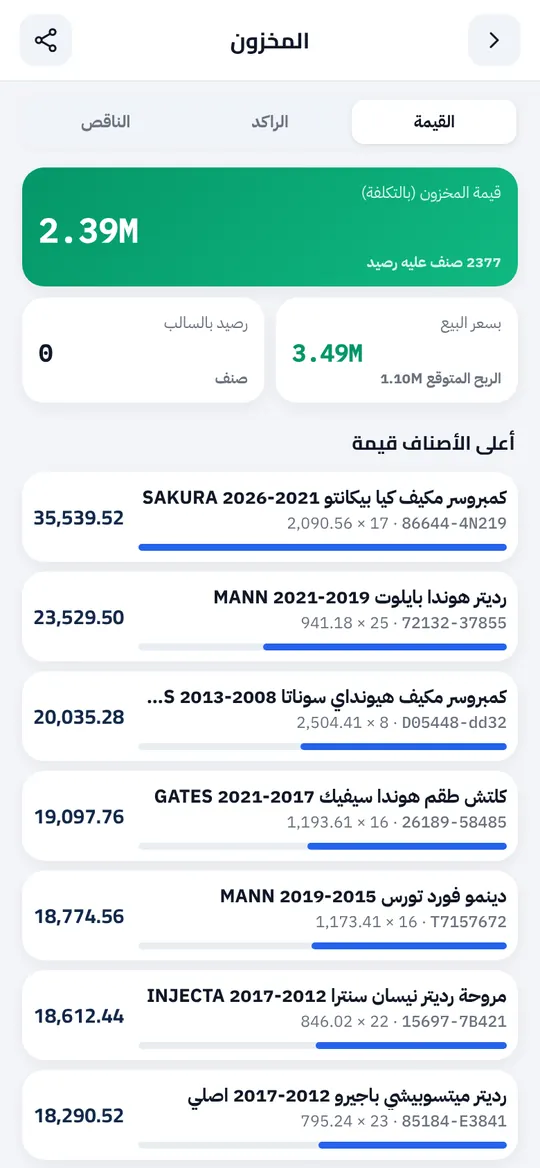 المخزون
القيمة
الراكد
الناقص
قيمة المخزون (بالتكلفة)
2.39M
2377 صنف عليه رصيد
بسعر البيع
3.49M
الربح المتوقع 1.10M
رصيد بالسالب
0
صنف
أعلى الأصناف قيمة
كمبروسر مكيف كيا بيكانتو 2021-2026 SAKURA
86644-4N219 · 17 × 2,090.56
35,539.52
رديتر هوندا بايلوت 2019-2021 MANN
72132-37855 · 25 × 941.18
23,529.50
كمبروسر مكيف هيونداي سوناتا 2008-2013 S...
D05448-dd32 · 8 × 2,504.41
20,035.28
كلتش طقم هوندا سيفيك 2017-2021 GATES
26189-58485 · 16 × 1,193.61
19,097.76
دينمو فورد تورس 2015-2019 MANN
T7157672 · 16 × 1,173.41
18,774.56
مروحة رديتر نيسان سنترا 2012-2017 INJECTA
15697-7B421 · 22 × 846.02
18,612.44
رديتر ميتسوبيشي باجيرو 2012-2017 اصلي
85184-E3841 · 23 × 795.24
18,290.52